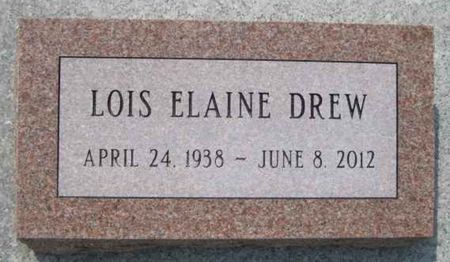 LOIS ELAINE DREW
APRIL 24, 1938 ~ JUNE 8, 2012